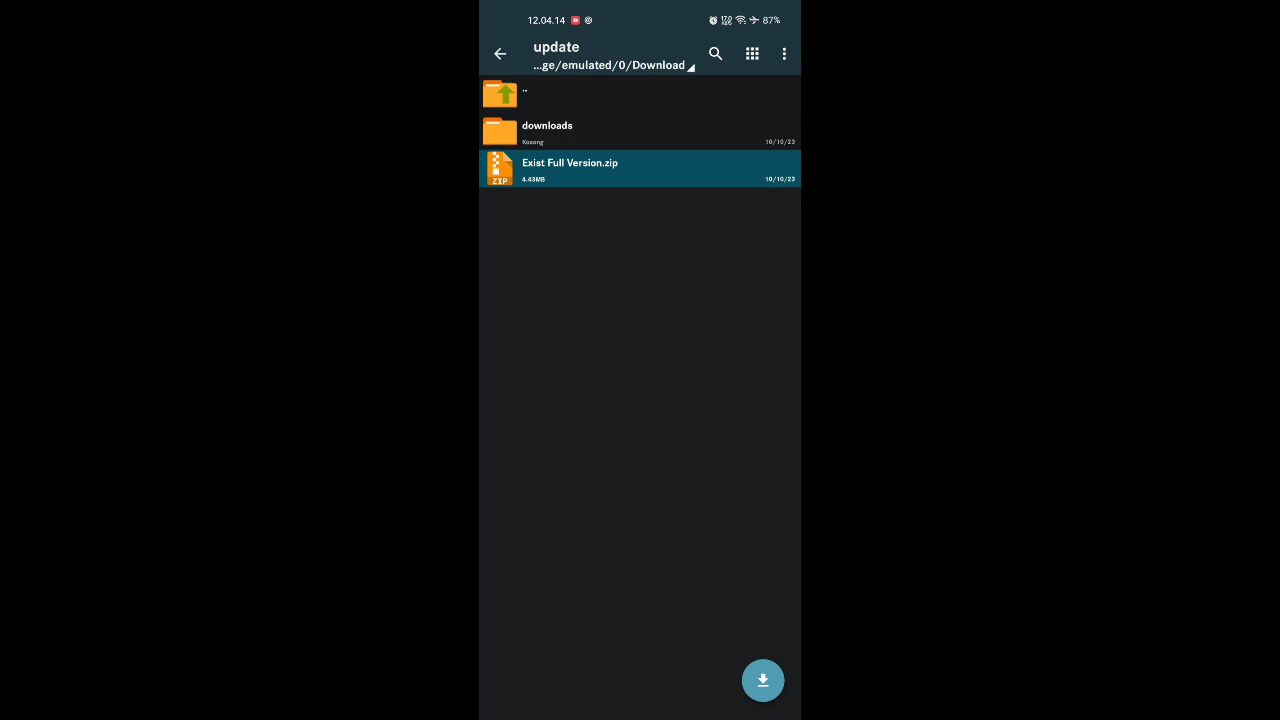 12.04.14
87%
update
...ge/emulated/0/Download
..
downloads
Kosong
10/10/23
Exist Full Version.zip
ZIP
4.43MB
10/10/23